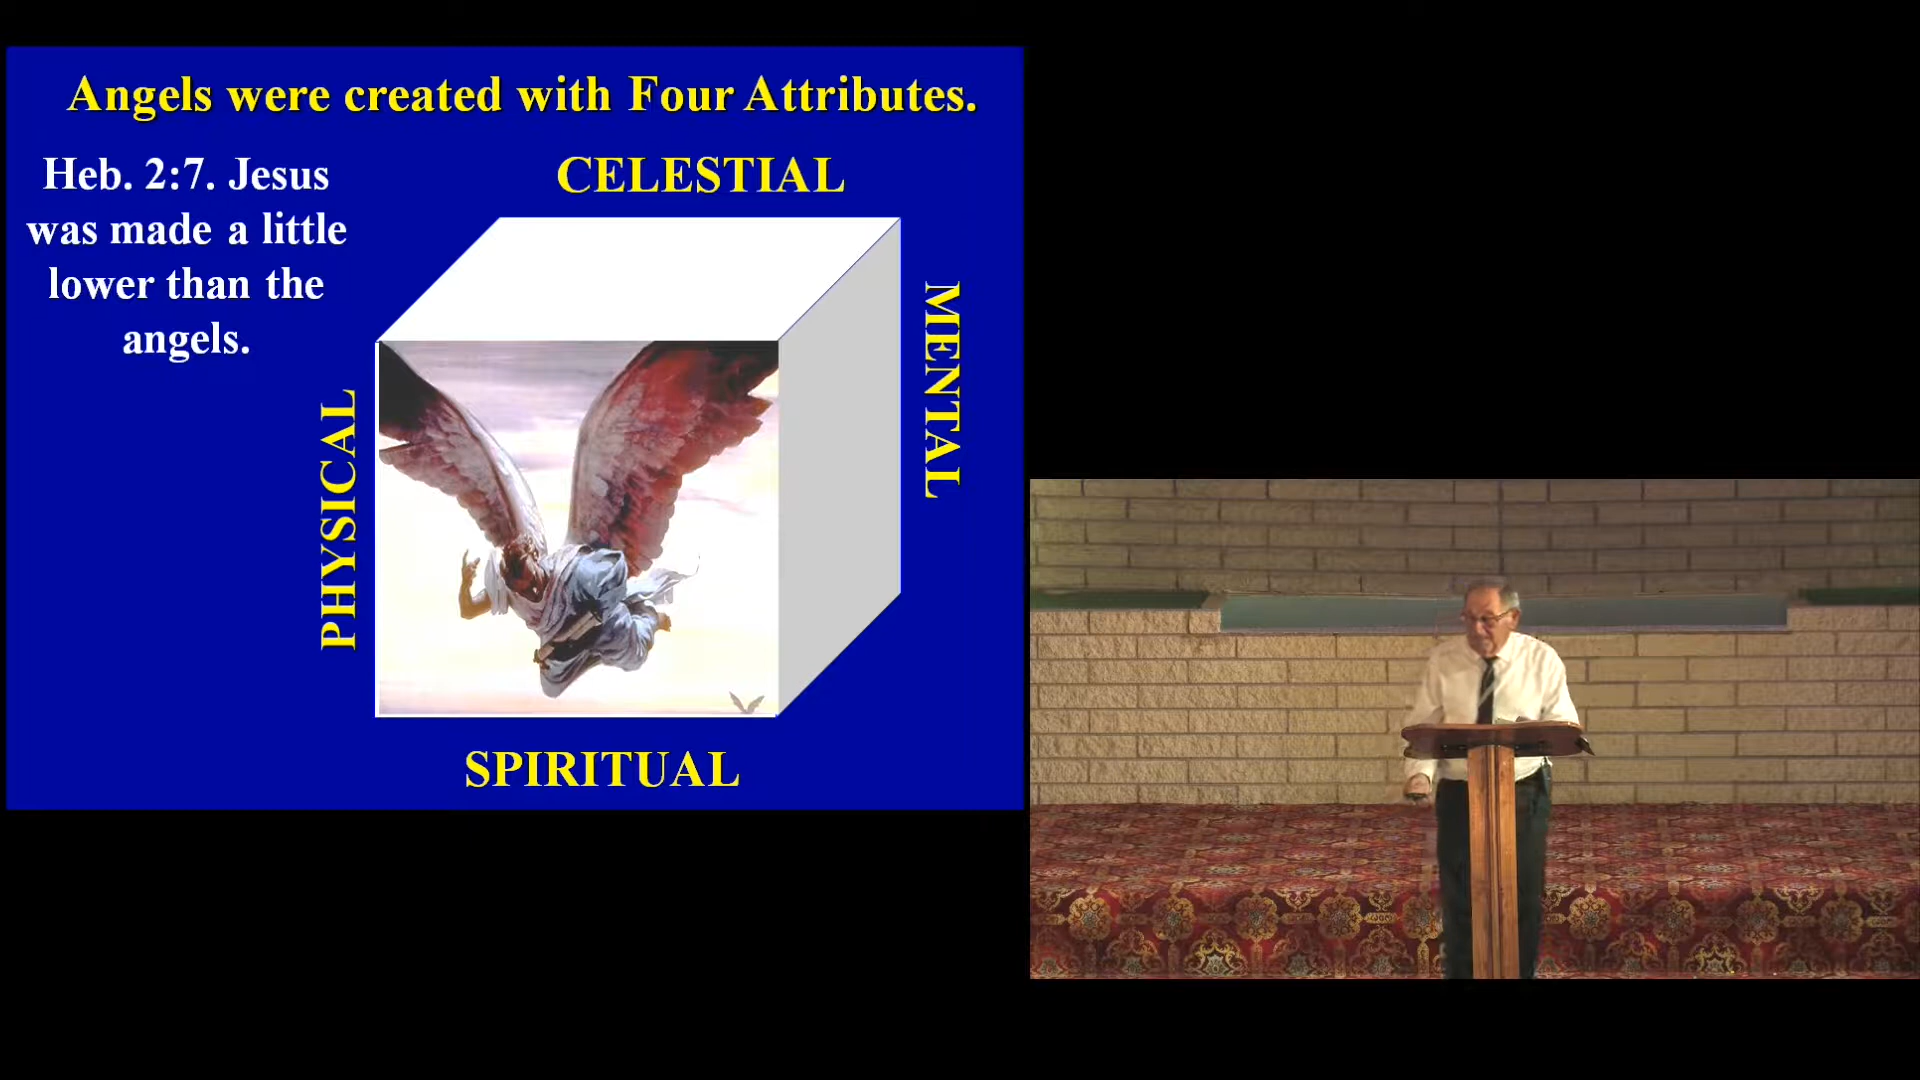 Angels were created with Four Attributes.
Heb. 2:7. Jesus
was made a little
lower than the
angels.
CELESTIAL
MENTAL
PHYSICAL
SPIRITUAL